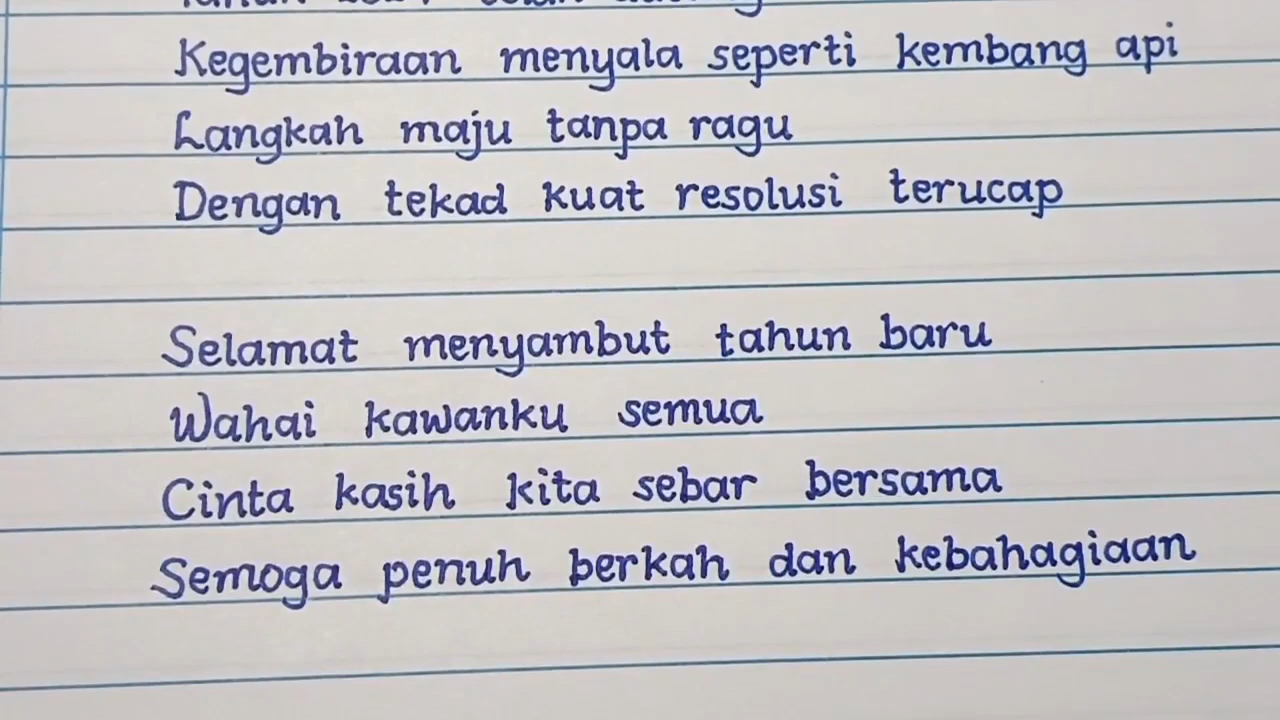 Kegembiraan menyala seperti kembang api
Langkah maju tanpa ragu
Dengan tekad kuat resolusi terucap
Selamat menyambut tahun baru
Wahai kawanku semua
Cinta kasih kita sebar bersama
Semoga penuh berkah dan kebahagiaan